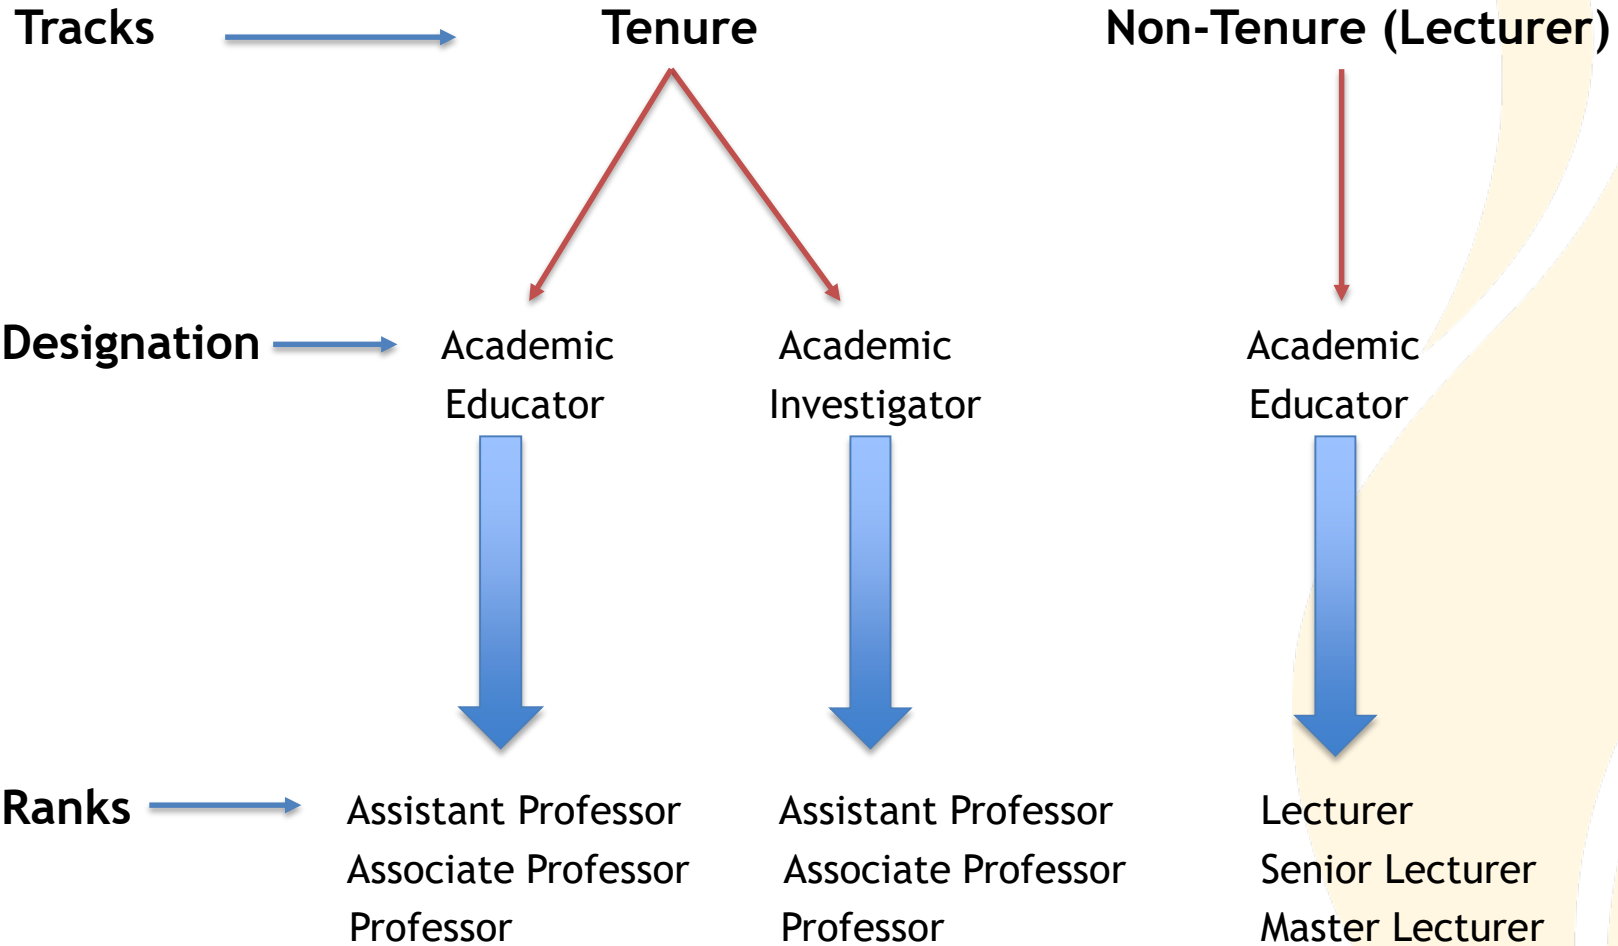 Tracks Tenure Non-Tenure (Lecturer)
Designation Academic Academic Academic
Educator Investigator Educator
Ranks Assistant Professor Assistant Professor Lecturer
Associate Professor Associate Professor Senior Lecturer
Professor Professor Master Lecturer